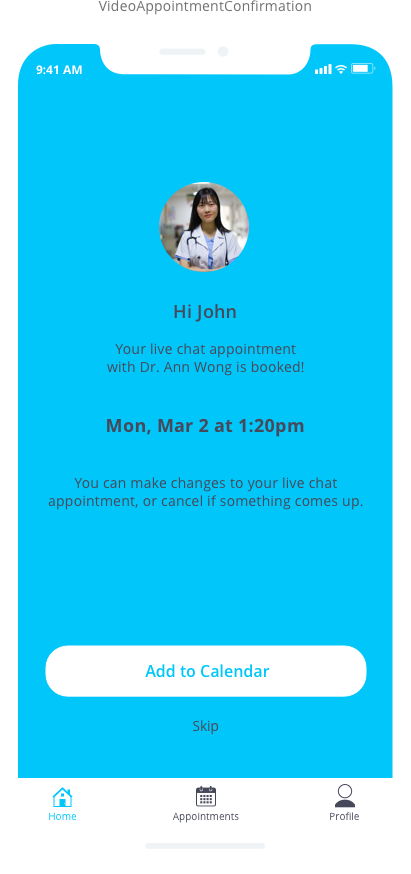 VideoAppointmentConfirmation
9:41 AM
Hi John
Your live chat appointment
with Dr. Ann Wong is booked!
Mon, Mar 2 at 1:20pm
You can make changes to your live chat
appointment, or cancel if something comes up.
Add to Calendar
Skip
Home Appointments Profile